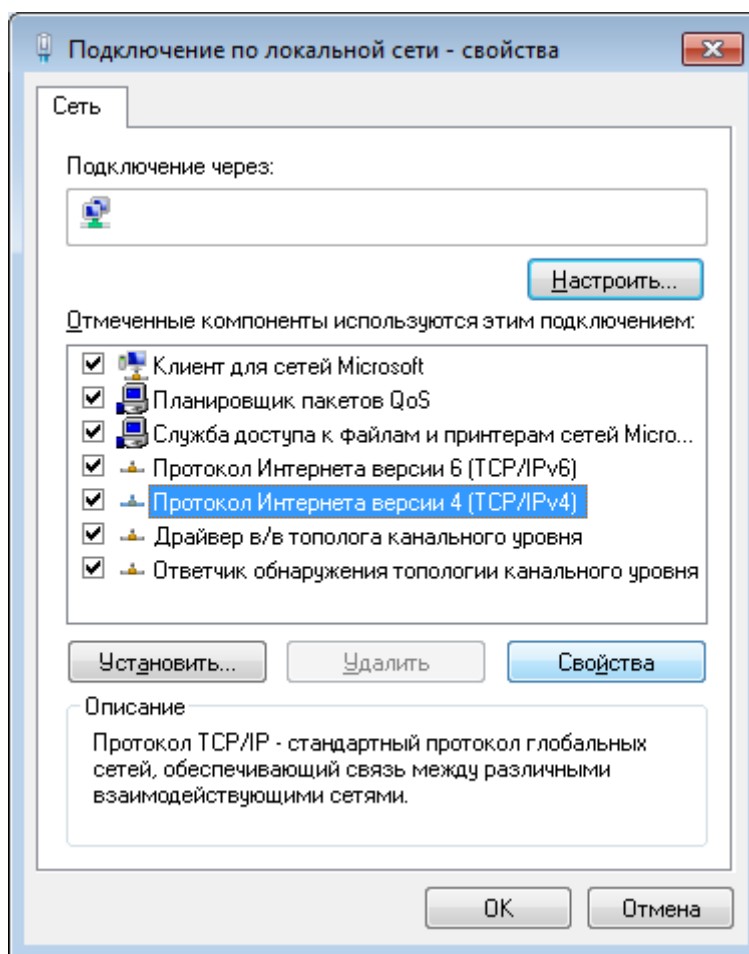 Подключение по локальной сети - свойства
Сеть
Подключение через:
Настроить...
Отмеченные компоненты используются этим подключением:
Клиент для сетей Microsoft
Планировщик пакетов QoS
Служба доступа к файлам и принтерам сетей Micro...
Протокол Интернета версии 6 (TCP/IPv6)
Протокол Интернета версии 4 (TCP/IPv4)
Драйвер в/в тополога канального уровня
Ответчик обнаружения топологии канального уровня
Установить... Удалить Свойства
Описание
Протокол TCP/IP - стандартный протокол глобальных
сетей, обеспечивающий связь между различными
взаимодействующими сетями.
ОК Отмена